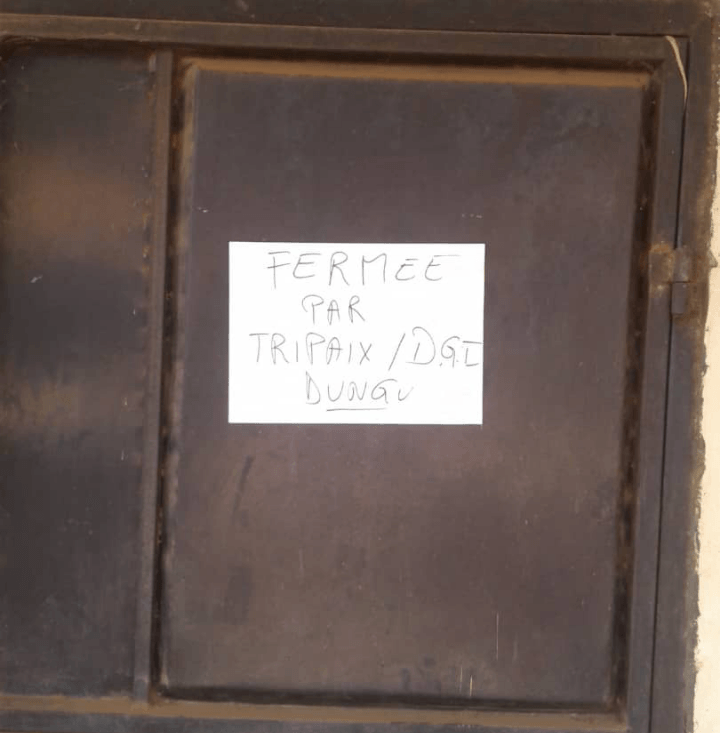 FERMEE
PAR
TRIPAIX / D.G.I
DUNGU